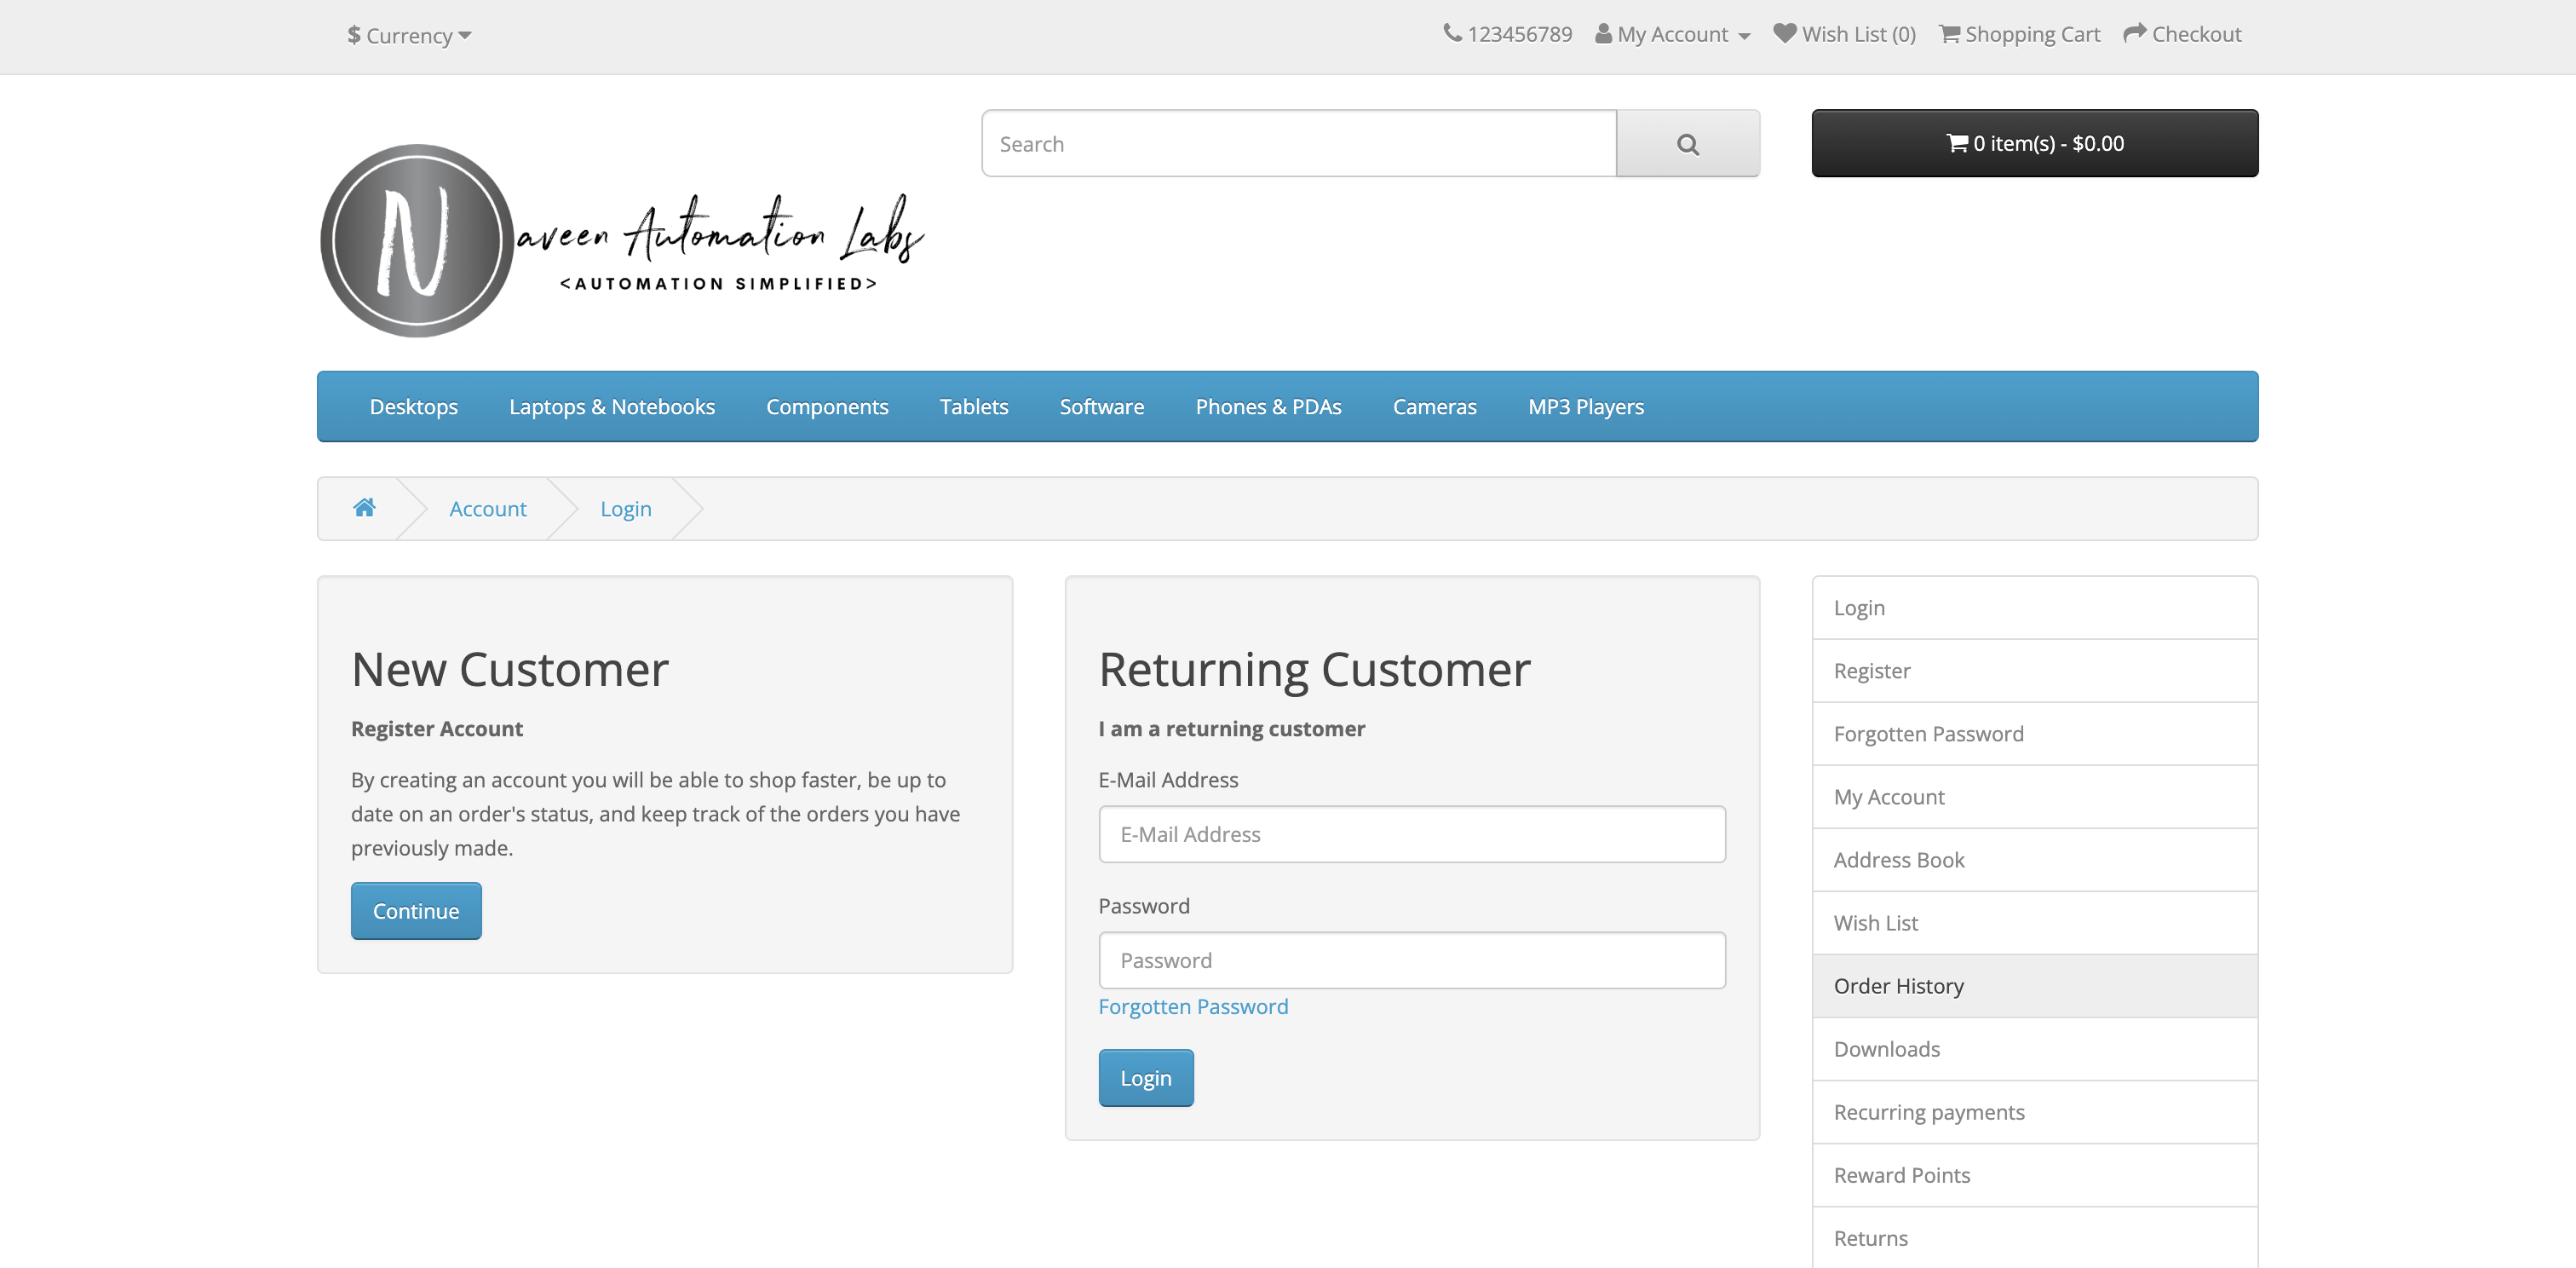 $ Currency
123456789 My Account Wish List (0) Shopping Cart Checkout
Search
0 item(s) - $0.00
Naveen Automation Labs
<AUTOMATION SIMPLIFIED>
Desktops Laptops & Notebooks Components Tablets Software Phones & PDAs Cameras MP3 Players
Account Login
New Customer
Register Account
By creating an account you will be able to shop faster, be up to
date on an order's status, and keep track of the orders you have
previously made.
Continue
Returning Customer
I am a returning customer
E-Mail Address
E-Mail Address
Password
Password
Forgotten Password
Login
Login
Register
Forgotten Password
My Account
Address Book
Wish List
Order History
Downloads
Recurring payments
Reward Points
Returns